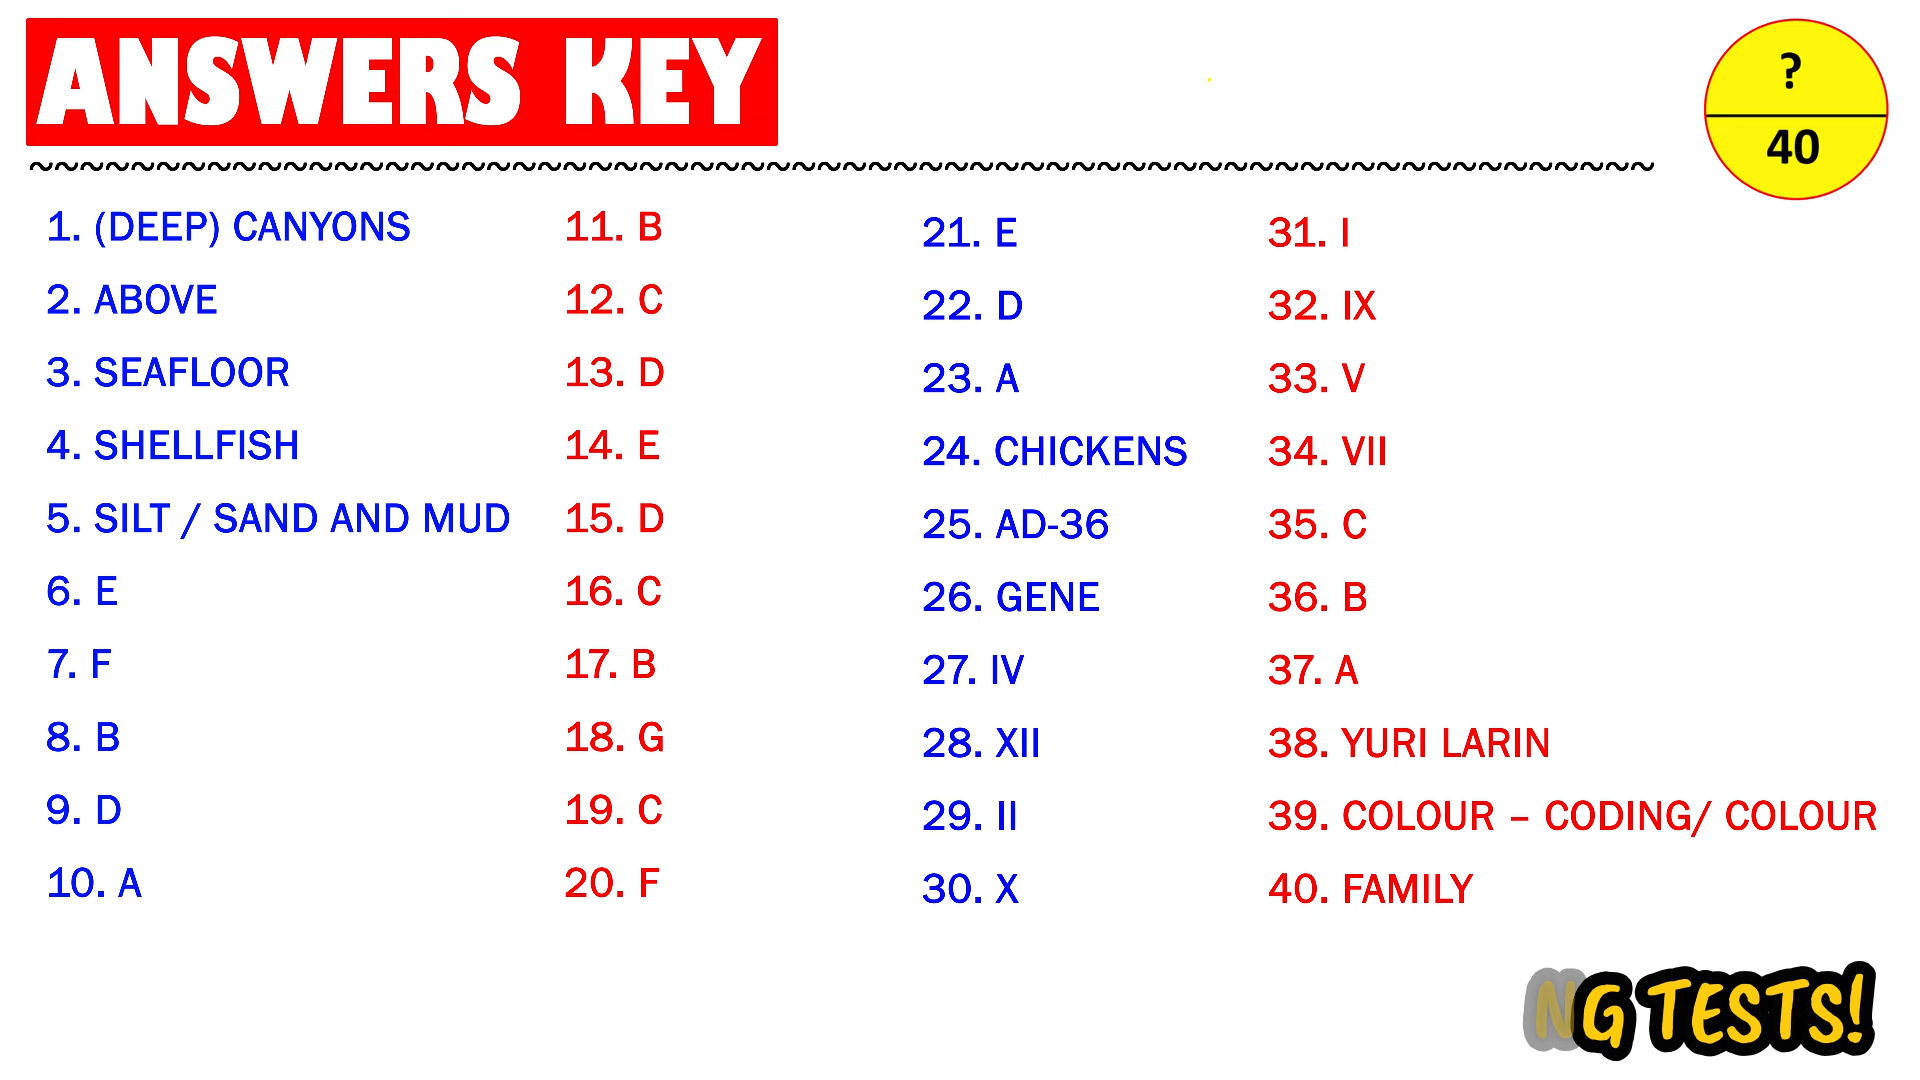 ANSWERS KEY
?
40
~~~~~~~~~~~~~~~~~~~~~~~~~~~~~~~~~~~~~~~~~~~~~~~~~~~~~~~~~~~~~~~~
1. (DEEP) CANYONS
2. ABOVE
3. SEAFLOOR
4. SHELLFISH
5. SILT / SAND AND MUD
6. E
7. F
8. B
9. D
10. A
11. B
12. C
13. D
14. E
15. D
16. C
17. B
18. G
19. C
20. F
21. E
22. D
23. A
24. CHICKENS
25. AD-36
26. GENE
27. IV
28. XII
29. II
30. X
31. I
32. IX
33. V
34. VII
35. C
36. B
37. A
38. YURI LARIN
39. COLOUR – CODING/ COLOUR
40. FAMILY
NG TESTS!